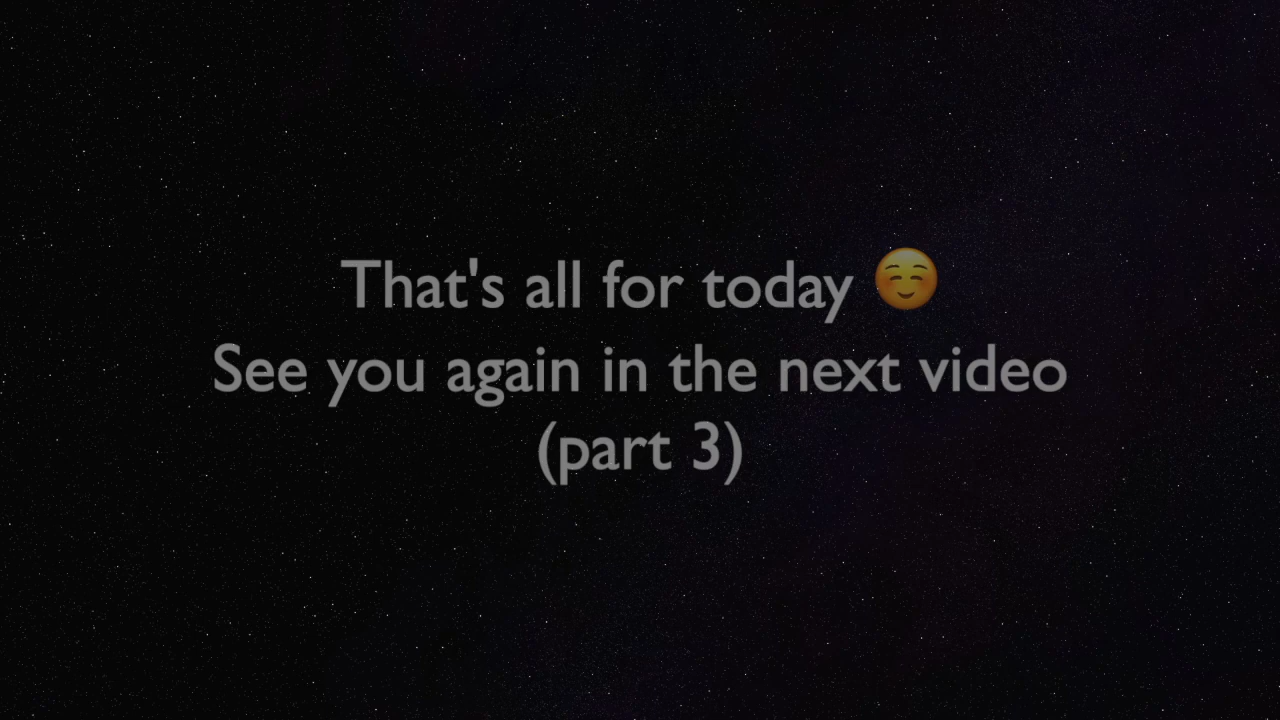 That's all for today ☺️
See you again in the next video
(part 3)